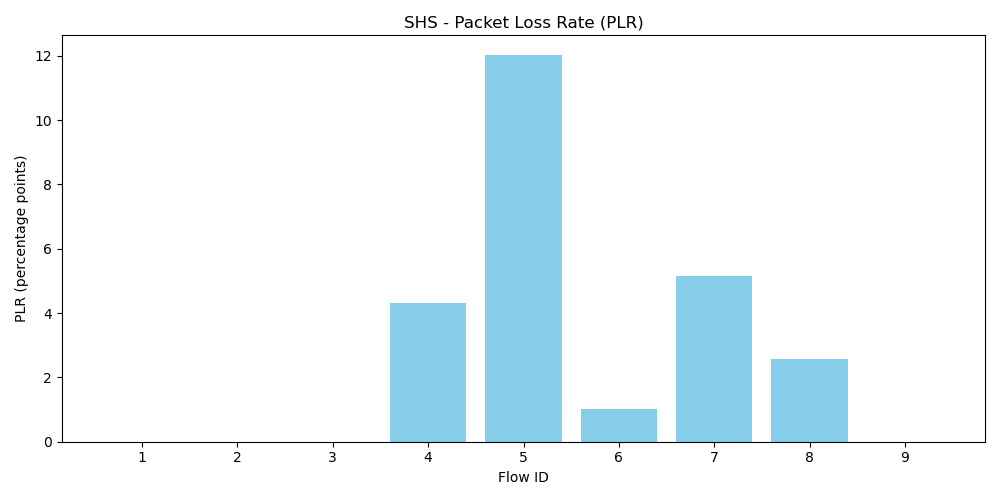 SHS - Packet Loss Rate (PLR)
PLR (percentage points)
12
10
8
6
4
2
0
1 2 3 4 5 6 7 8 9
Flow ID